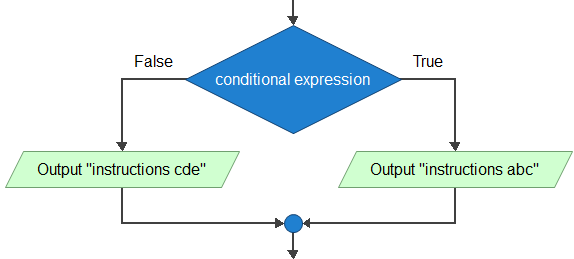 False
True
conditional expression
Output "instructions cde"
Output "instructions abc"